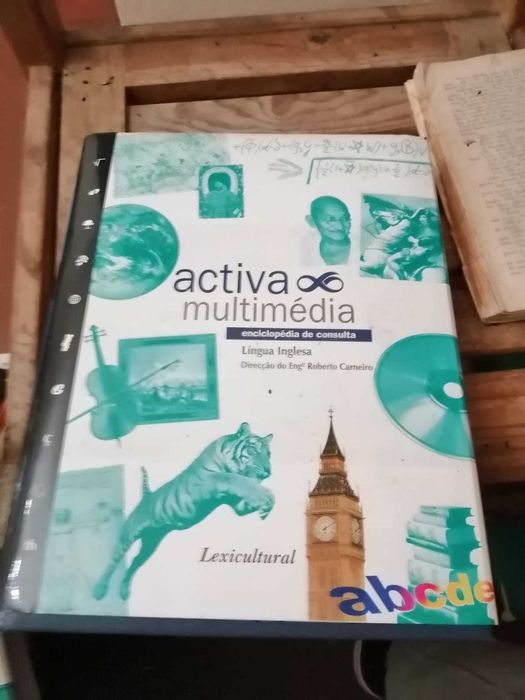 activa
multimédia
enciclopédia de consulta
Língua Inglesa
Direcção do Engº Roberto Carneiro
Lexicultural
abcde